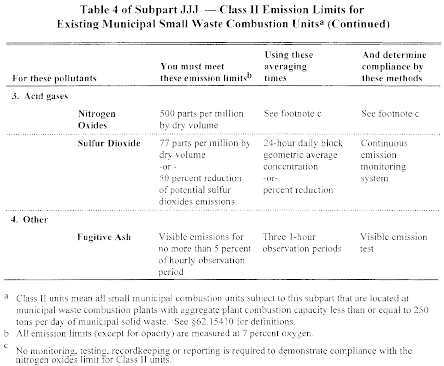 Table 4 of Subpart JJJ — Class II Emission Limits for
Existing Municipal Small Waste Combustion Unitsa (Continued)
For these pollutants
You must meet
these emission limitsb
Using these
averaging
times
And determine
compliance by
these methods
3. Acid gases
Nitrogen
Oxides
500 parts per million
by dry volume
See footnote c
See footnote c
Sulfur Dioxide
77 parts per million by
dry volume
-or -
50 percent reduction
of potential sulfur
dioxides emissions
24-hour daily block
geometric average
concentration
-or-
percent reduction
Continuous
emission
monitoring
system
4. Other
Fugitive Ash
Visible emissions for
no more than 5 percent
of hourly observation
period
Three 1-hour
observation periods
Visible emission
test
a Class II units mean all small municipal combustion units subject to this subpart that are located at
municipal waste combustion plants with aggregate plant combustion capacity less than or equal to 250
tons per day of municipal solid waste. See §62.15410 for definitions.
b All emission limits (except for opacity) are measured at 7 percent oxygen.
c No monitoring, testing, recordkeeping or reporting is required to demonstrate compliance with the
nitrogen oxides limit for Class II units.